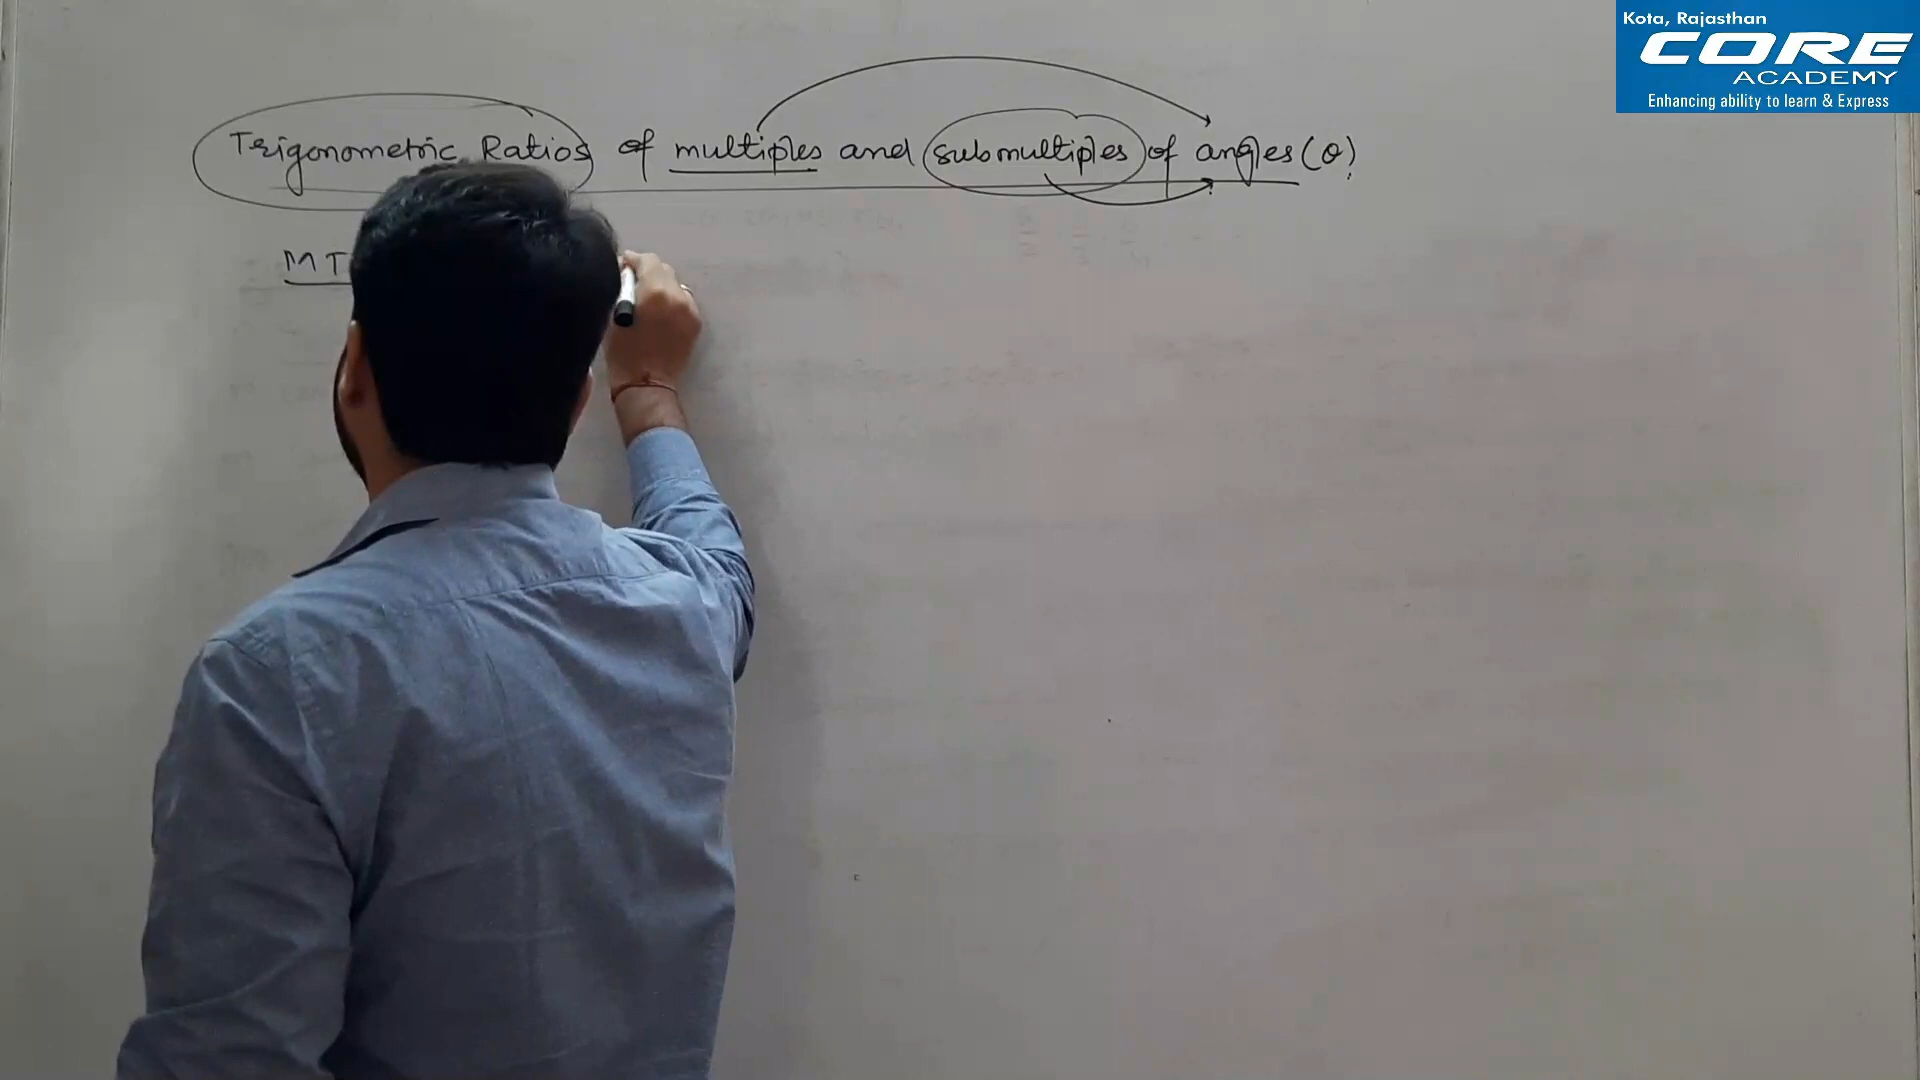 Kota, Rajasthan
CORE
ACADEMY
Enhancing ability to learn & Express
Trigonometric Ratios of multiples and submultiples of angles (θ)
MT